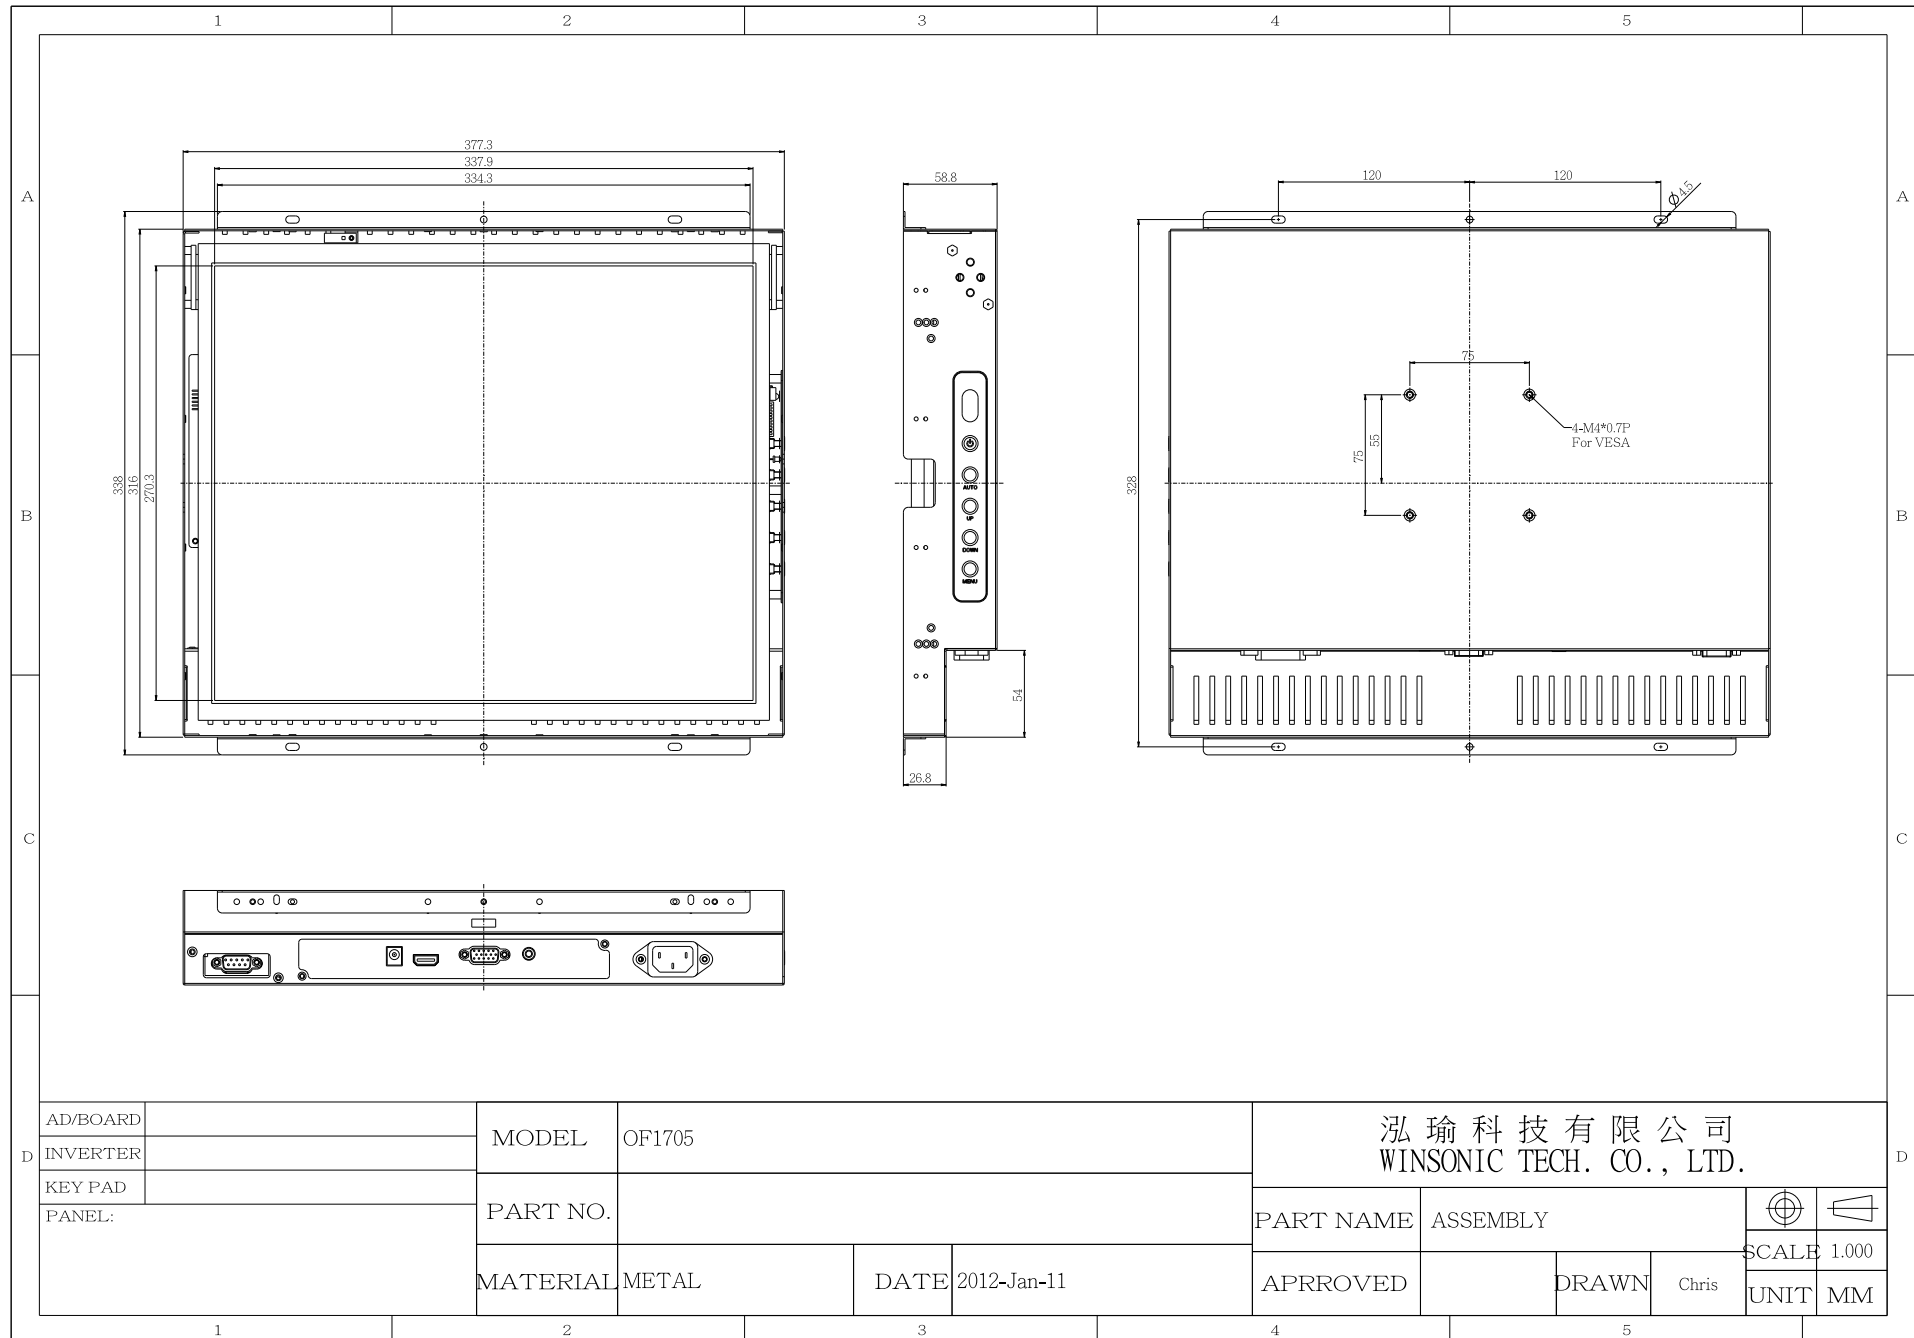 1 2 3 4 5
A A
B B
C C
D D
377.3
337.9
334.3
338
316
270.3
58.8
AUTO
UP
DOWN
MENU
54
26.8
120 120
Ø4.5
328
75
75
55
4-M4*0.7P
For VESA
AD/BOARD
INVERTER
KEY PAD
PANEL:
MODEL OF1705
PART NO.
MATERIAL METAL DATE 2012-Jan-11
泓瑜科技有限公司
WINSONIC TECH. CO., LTD.
PART NAME ASSEMBLY
SCALE 1.000
APRROVED DRAWN Chris
UNIT MM
1 2 3 4 5